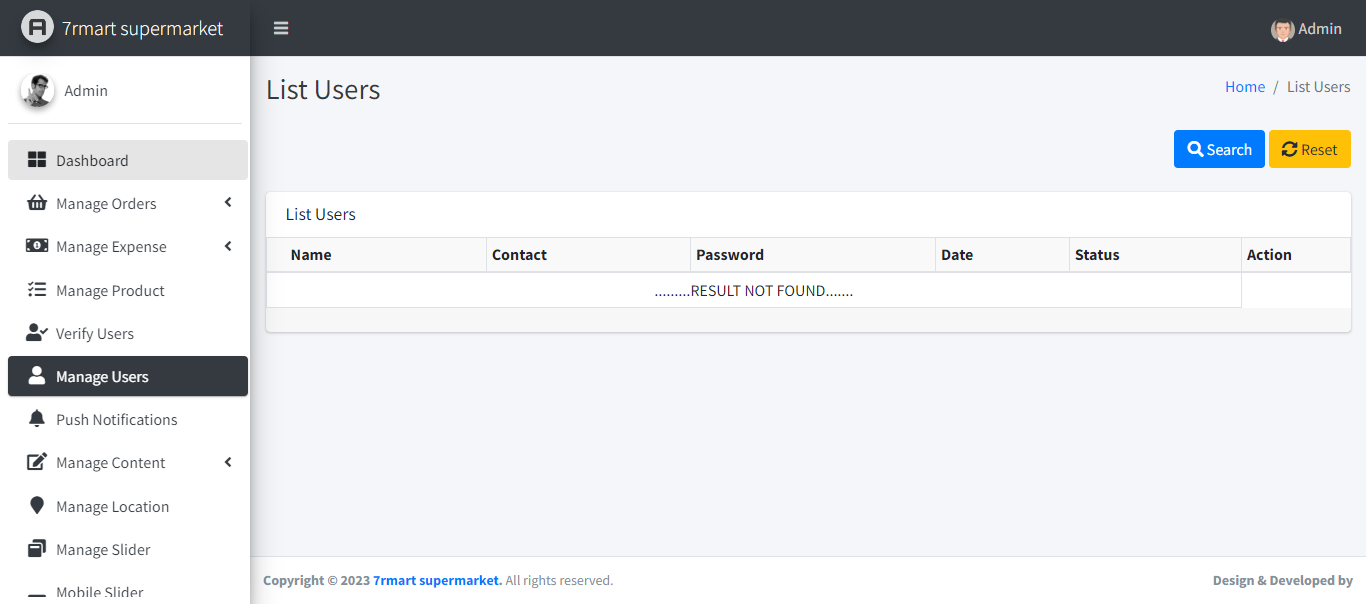 7rmart supermarket
Admin
Admin
List Users
Home / List Users
Search
Reset
Dashboard
Manage Orders
Manage Expense
Manage Product
Verify Users
Manage Users
Push Notifications
Manage Content
Manage Location
Manage Slider
Mobile Slider
List Users
Name Contact Password Date Status Action
.........RESULT NOT FOUND.......
Copyright © 2023 7rmart supermarket. All rights reserved.
Design & Developed by